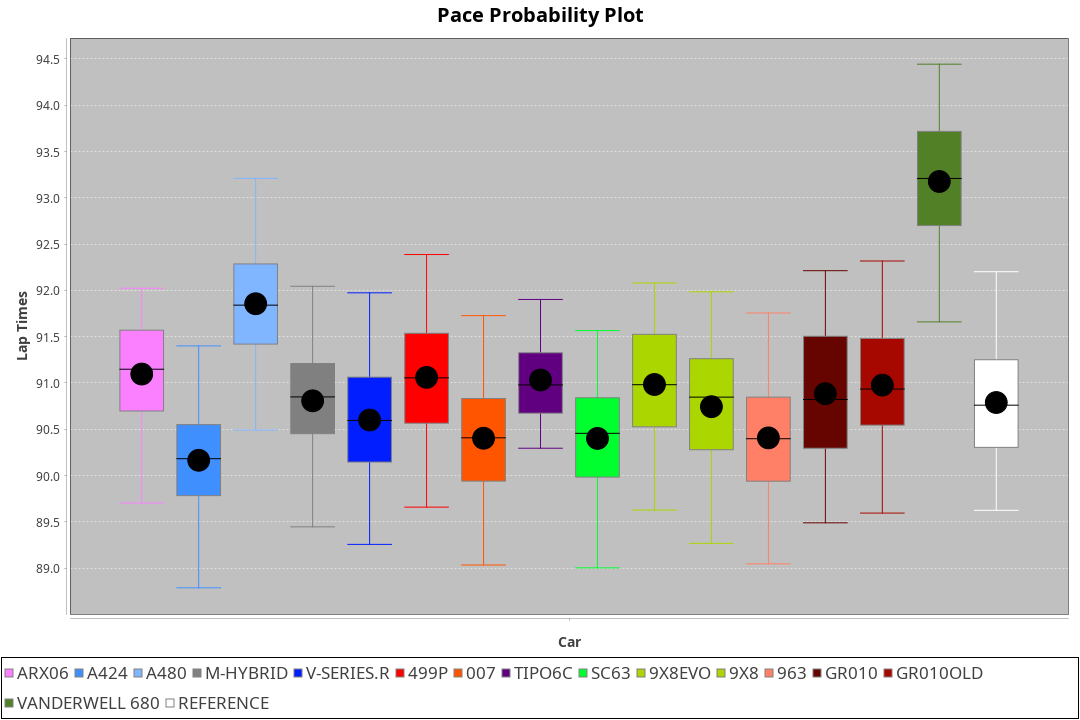 Pace Probability Plot
94.5
94.0
93.5
93.0
92.5
92.0
91.5
91.0
90.5
90.0
89.5
89.0
Lap Times
Car
ARX06 A424 A480 M-HYBRID V-SERIES.R 499P 007 TIPO6C SC63 9X8EVO 9X8 963 GR010 GR010OLD
VANDERWELL 680 REFERENCE